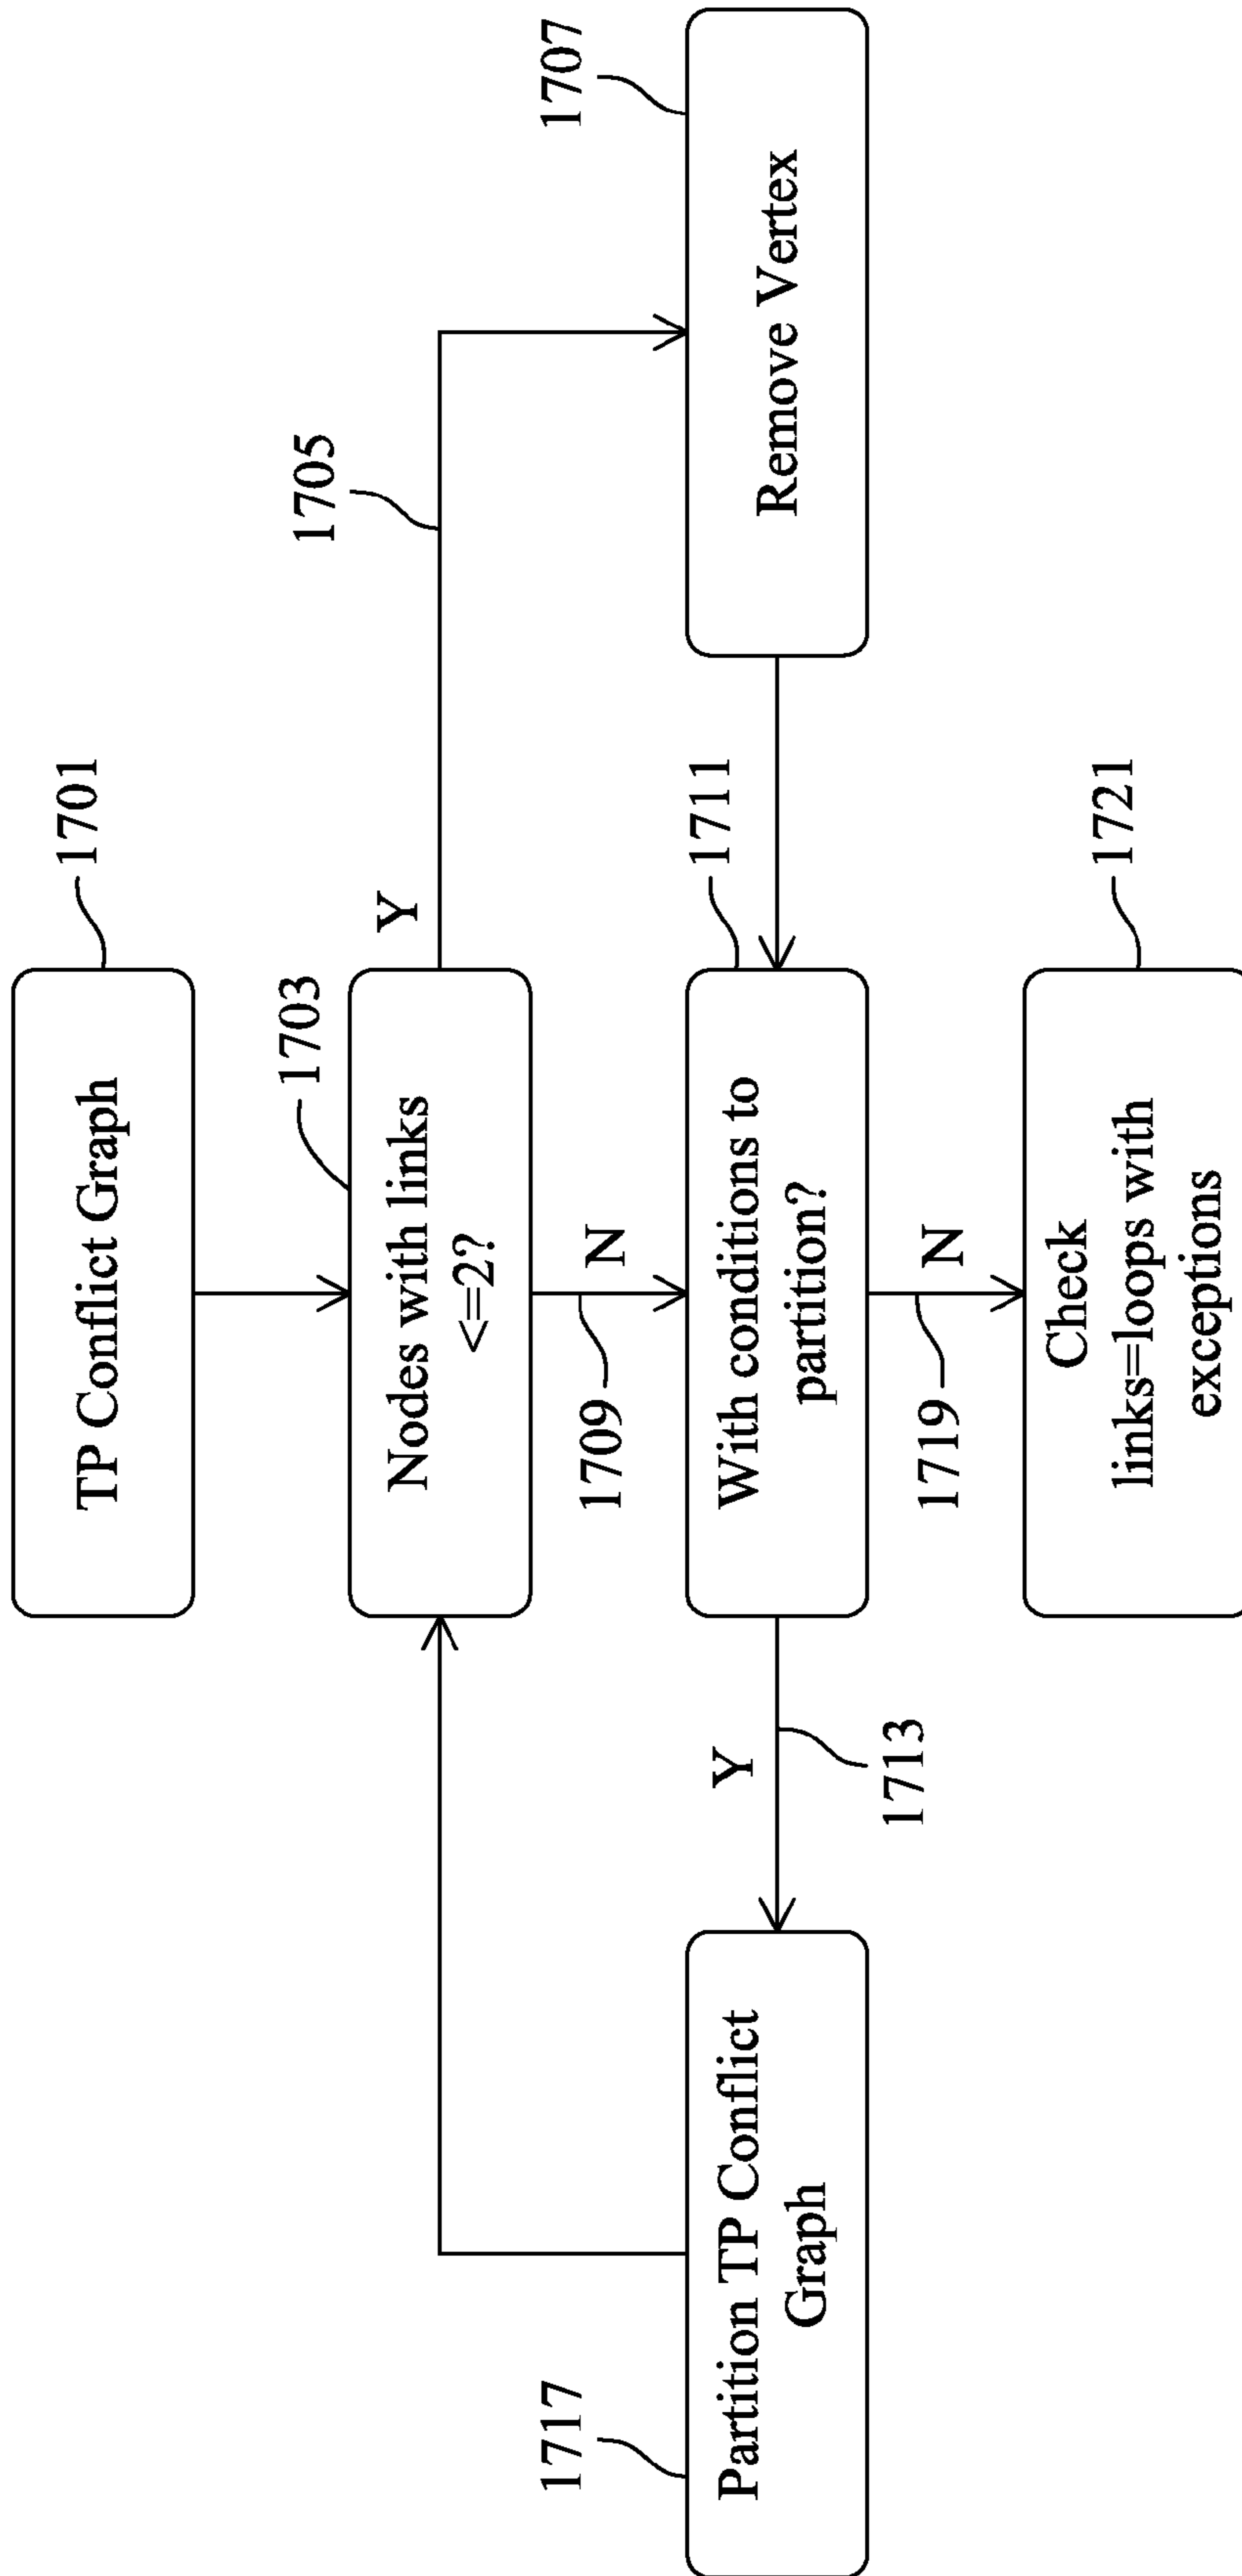 TP Conflict Graph
1701
Nodes with links
<=2?
1703
Y
1705
Remove Vertex
1707
N
1709
With conditions to
partition?
1711
Y
1713
Partition TP Conflict
Graph
1717
N
1719
Check
links=loops with
exceptions
1721